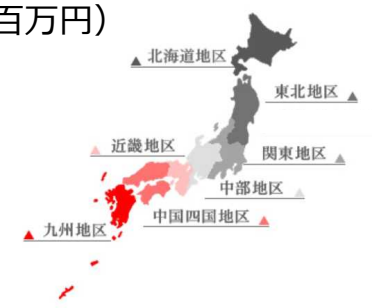 百万円）
▲ 北海道地区
東北地区 ▲
▲ 近畿地区
関東地区 ▲
中部地区 ▲
中国四国地区 ▲
▲ 九州地区